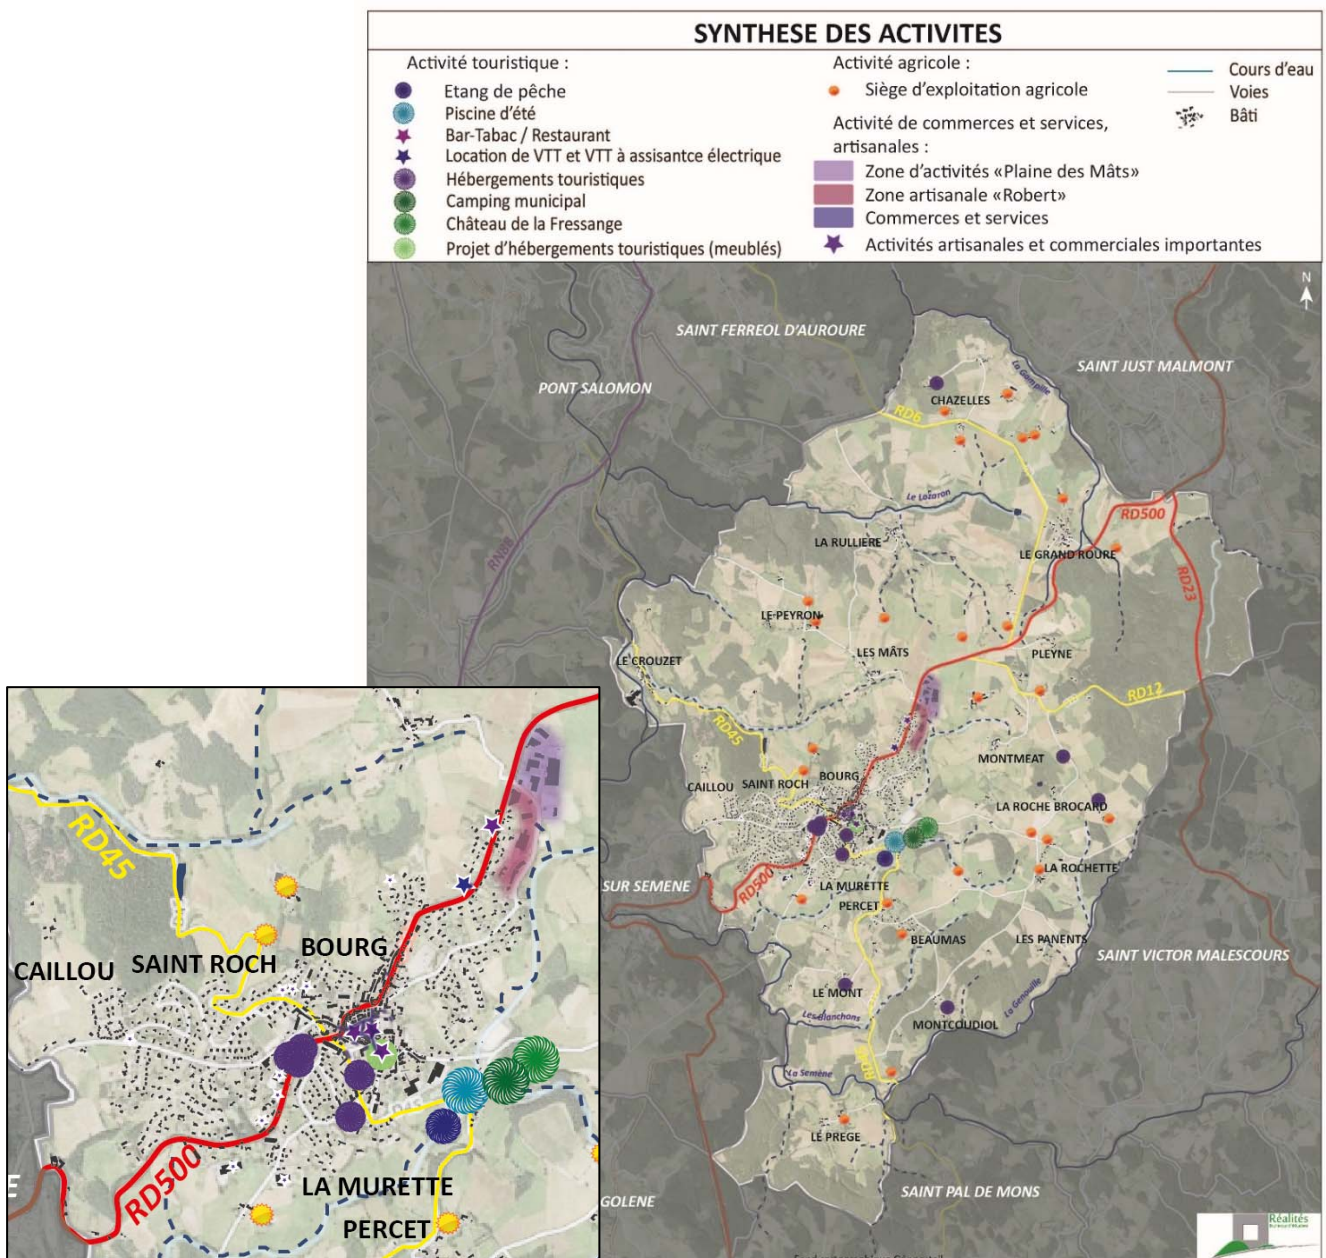 SYNTHESE DES ACTIVITES
Activité touristique :
Etang de pêche
Piscine d'été
Bar-Tabac / Restaurant
Location de VTT et VTT à assisantce électrique
Hébergements touristiques
Camping municipal
Château de la Fressange
Projet d'hébergements touristiques (meublés)
Activité agricole :
Siège d'exploitation agricole
Activité de commerces et services,
artisanales :
Zone d'activités «Plaine des Mâts»
Zone artisanale «Robert»
Commerces et services
Activités artisanales et commerciales importantes
Cours d'eau
Voies
Bâti
N
SAINT FERREOL D'AUROURE
SAINT JUST MALMONT
PONT SALOMON
La Gampille
CHAZELLES
RD6
Le Lozaron
RD500
RN88
LA RULLIERE
LE GRAND ROURE
RD23
LE PEYRON
LES MÂTS
PLEYNE
LE CROUZET
RD12
RD45
MONTMEAT
BOURG
SAINT ROCH
CAILLOU
LA ROCHE BROCARD
LA ROCHETTE
SUR SEMENE
RD500
LA MURETTE
PERCET
BEAUMAS
LES PANENTS
SAINT VICTOR MALESCOURS
LE MONT
La Genouille
Les Blanchons
MONTCOUDIOL
La Semène
LE PREGE
GOLENE
SAINT PAL DE MONS
Réalités
RD45
BOURG
SAINT ROCH
CAILLOU
E
RD500
LA MURETTE
PERCET